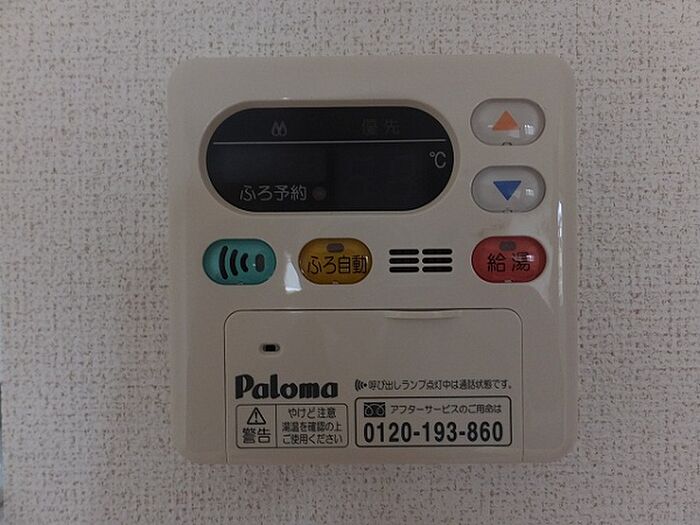 優先
℃
ふろ予約
ふろ自動
給湯
Paloma
呼び出しランプ点灯中は通話状態です。
警告
やけど注意
湯温を確認の上
ご使用ください
アフターサービスのご用命は
0120-193-860